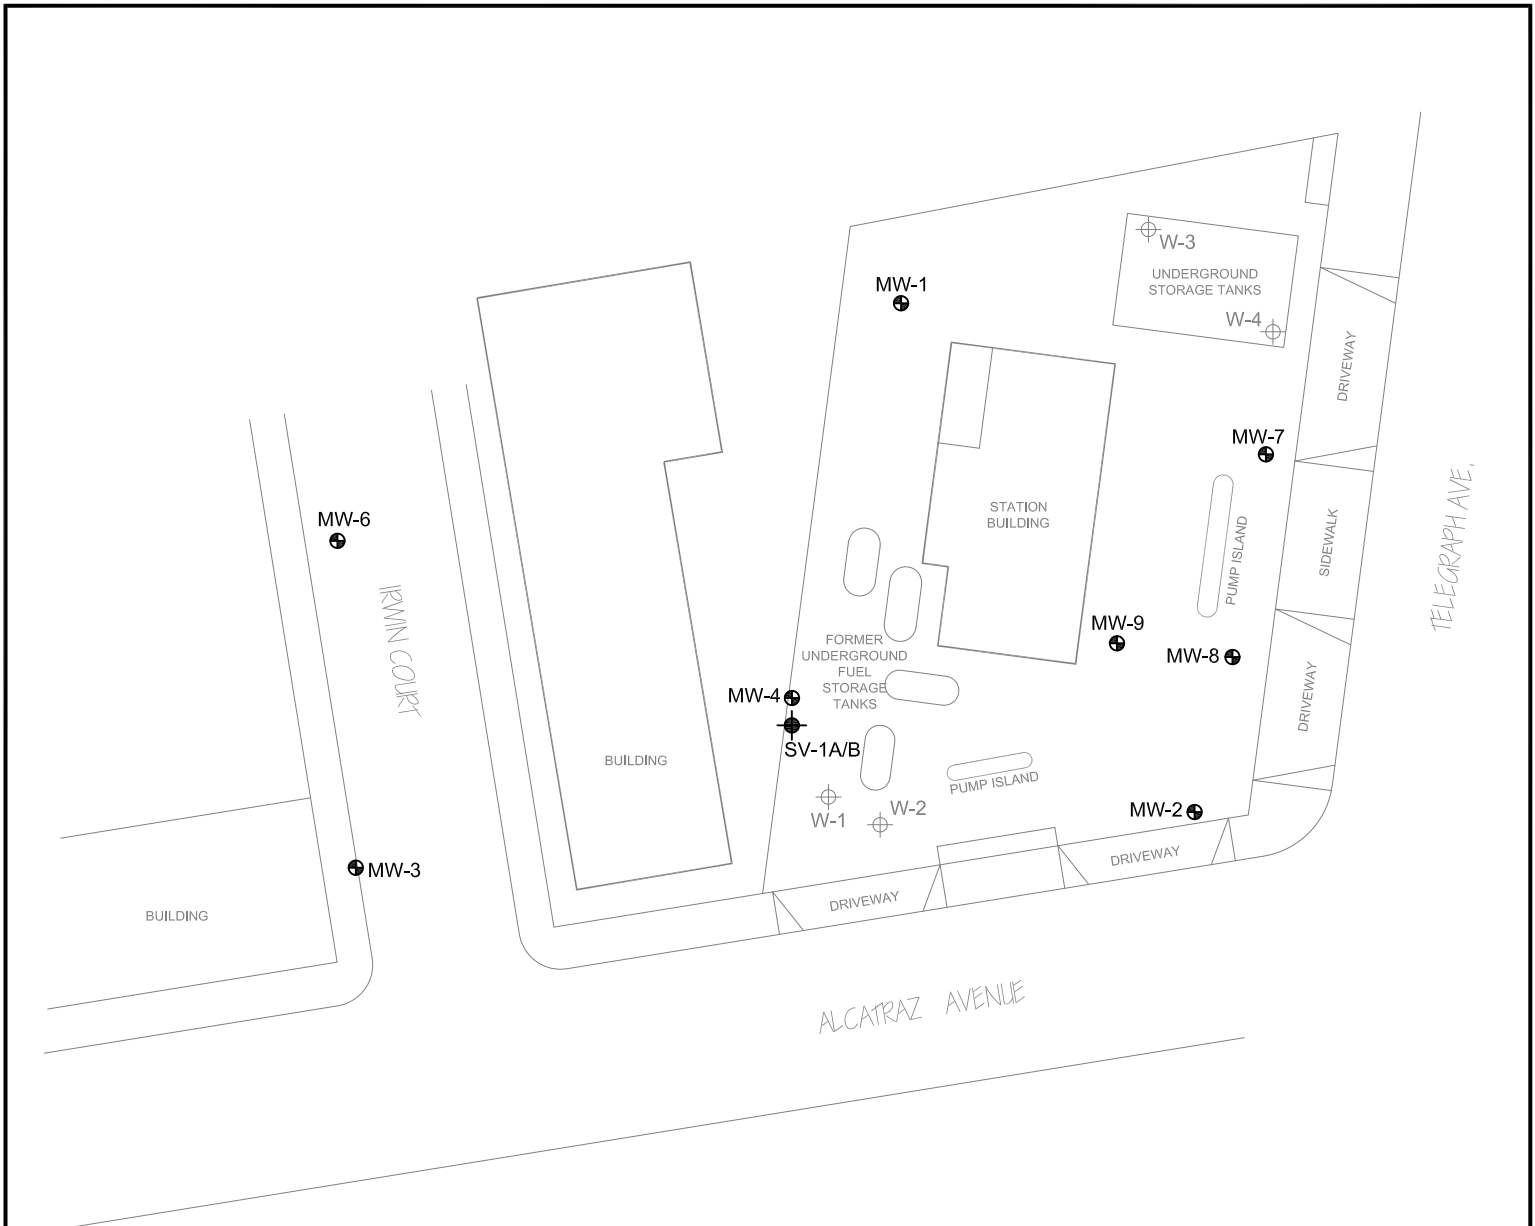 W-3
UNDERGROUND
STORAGE TANKS
MW-1
W-4
DRIVEWAY
MW-7
STATION
BUILDING
MW-6
SIDEWALK
PUMP ISLAND
TELEGRAPH AVE.
IRWIN COURT
MW-9
FORMER
UNDERGROUND
FUEL
STORAGE
TANKS
MW-8
MW-4
DRIVEWAY
SV-1A/B
BUILDING
PUMP ISLAND
W-1
W-2
MW-2
DRIVEWAY
MW-3
DRIVEWAY
BUILDING
ALCATRAZ AVENUE